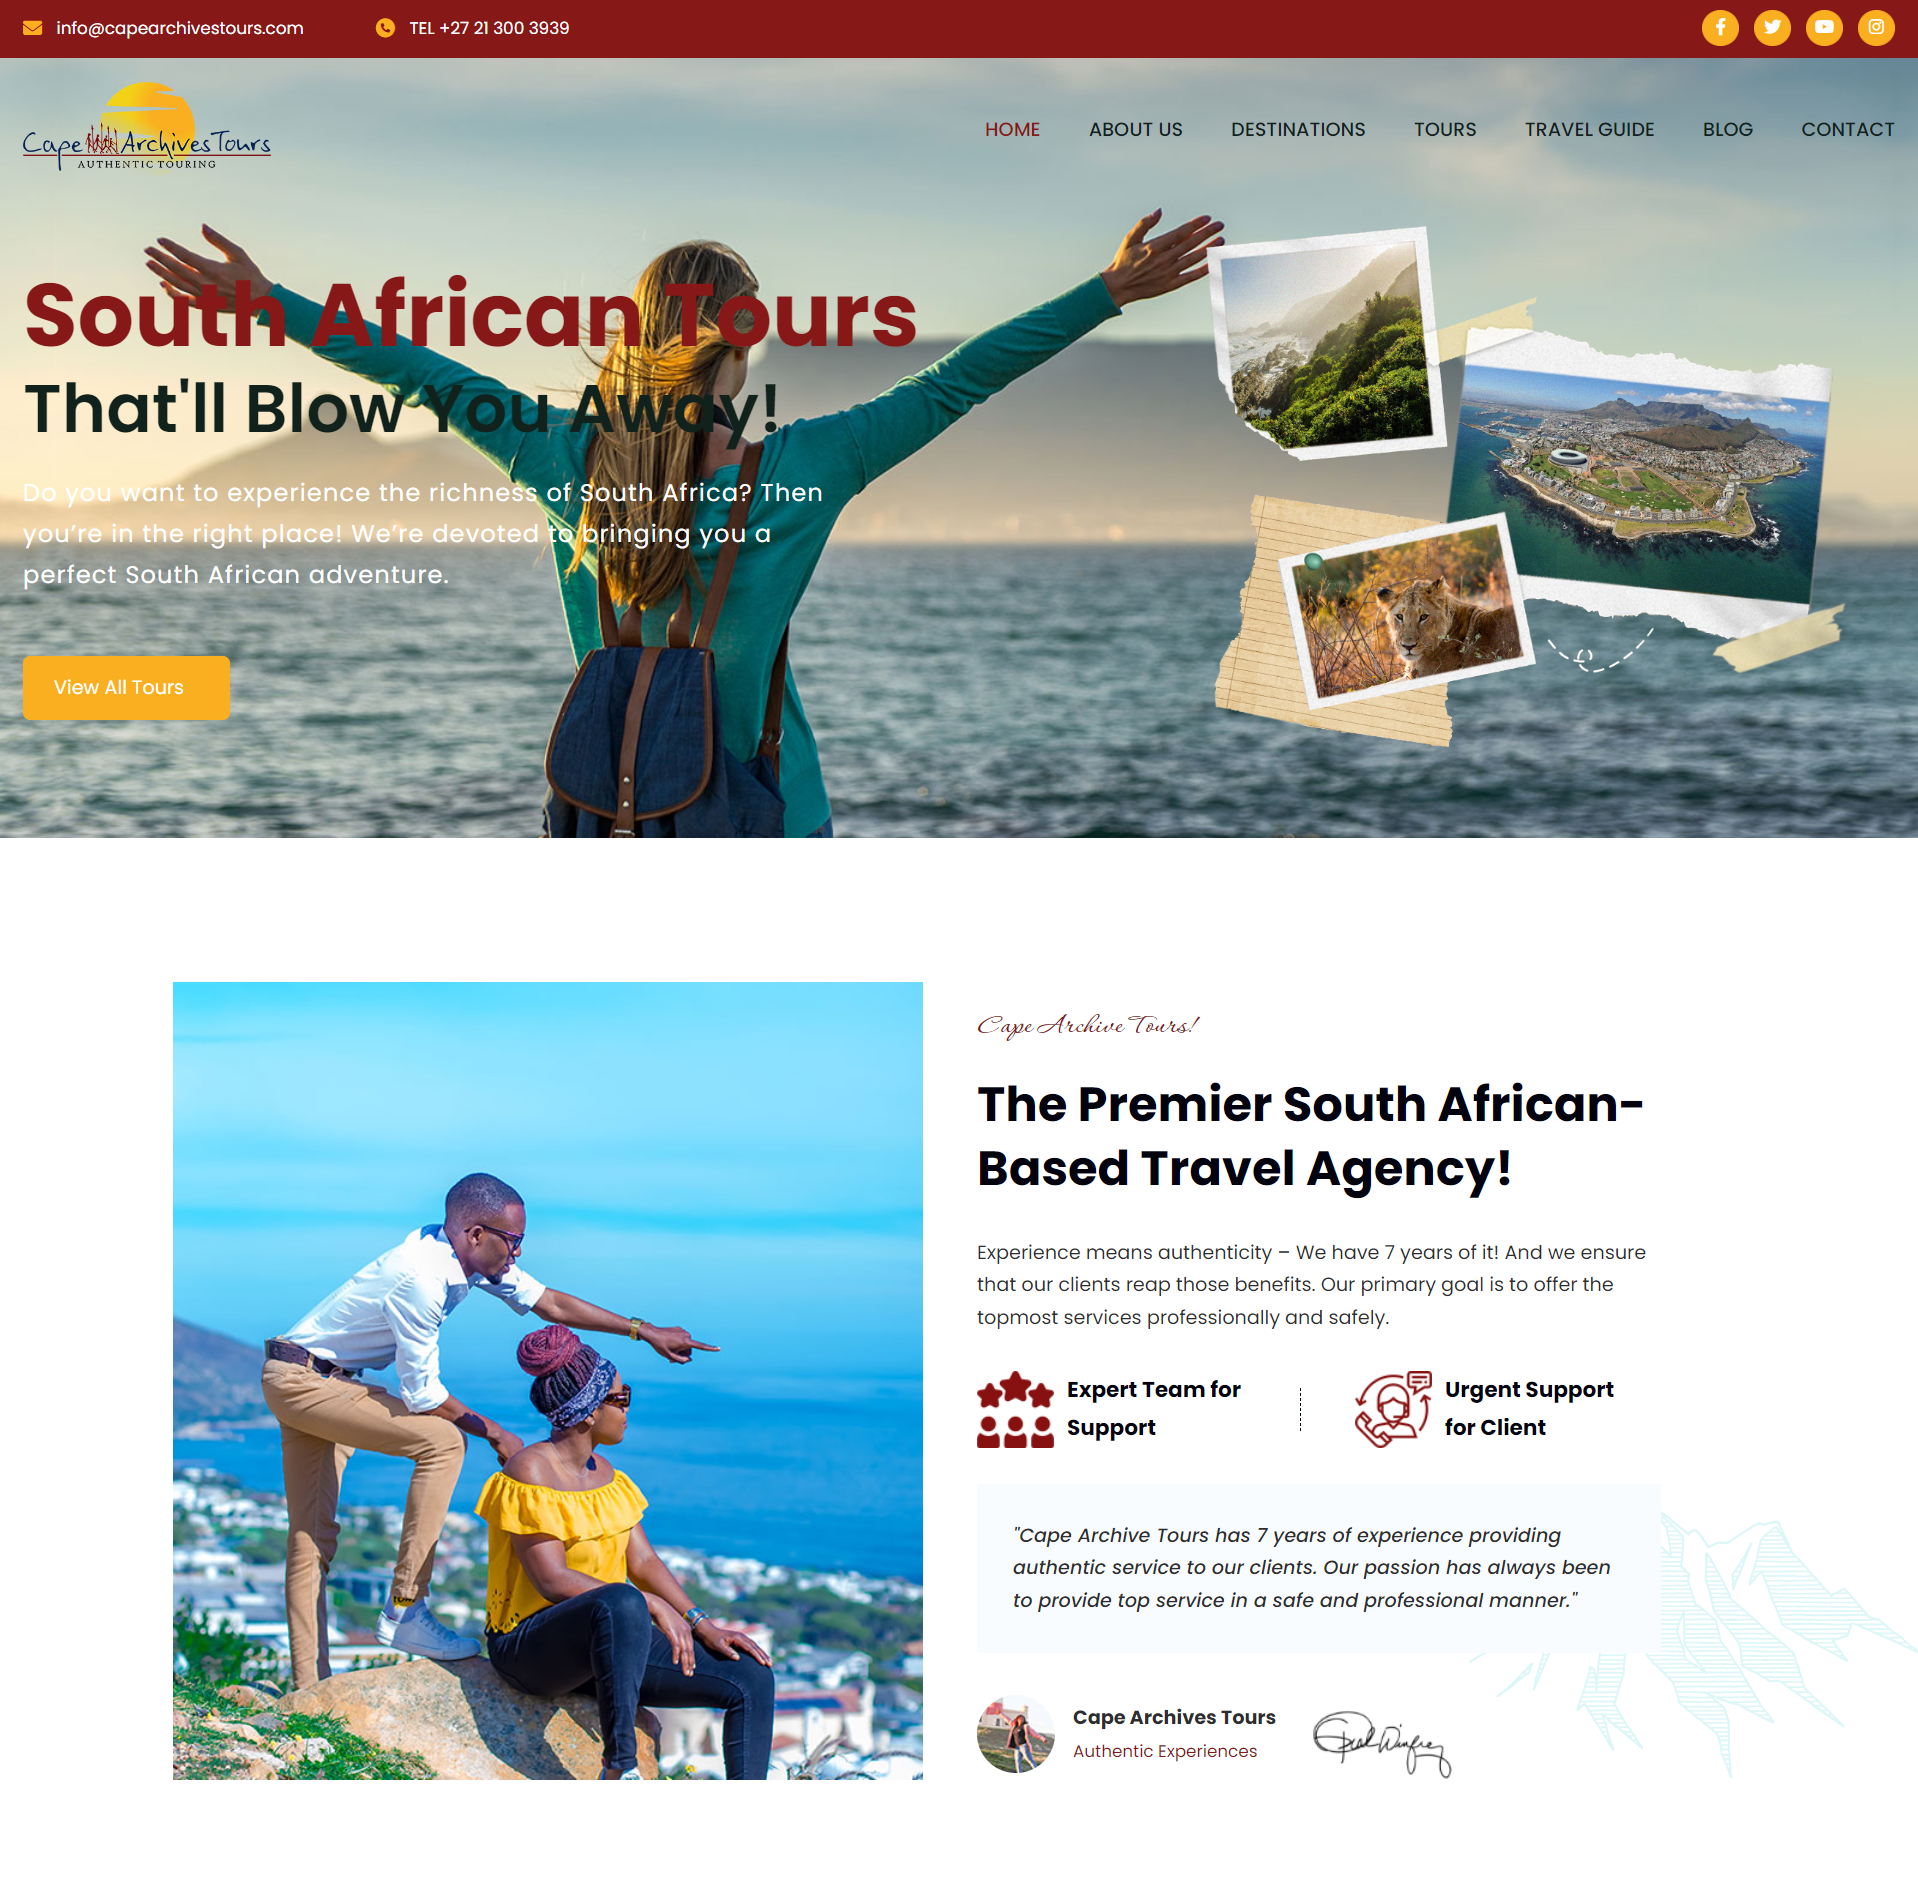 info@capearchivestours.com
TEL +27 21 300 3939
Cape Archives Tours
AUTHENTIC TOURING
HOME
ABOUT US
DESTINATIONS
TOURS
TRAVEL GUIDE
BLOG
CONTACT
South African Tours
That'll Blow You Away!
Do you want to experience the richness of South Africa? Then
you’re in the right place! We’re devoted to bringing you a
perfect South African adventure.
View All Tours
Cape Archive Tours!
The Premier South African-
Based Travel Agency!
Experience means authenticity – We have 7 years of it! And we ensure
that our clients reap those benefits. Our primary goal is to offer the
topmost services professionally and safely.
Expert Team for
Support
Urgent Support
for Client
"Cape Archive Tours has 7 years of experience providing
authentic service to our clients. Our passion has always been
to provide top service in a safe and professional manner."
Cape Archives Tours
Authentic Experiences